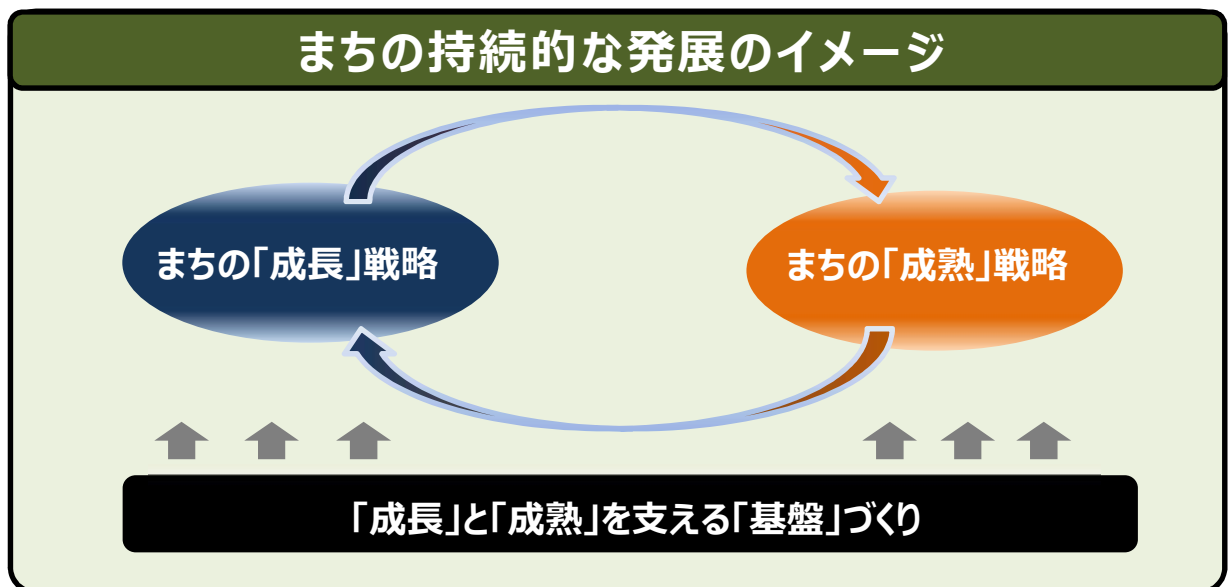 まちの持続的な発展のイメージ
まちの「成長」戦略
まちの「成熟」戦略
「成長」と「成熟」を支える「基盤」づくり